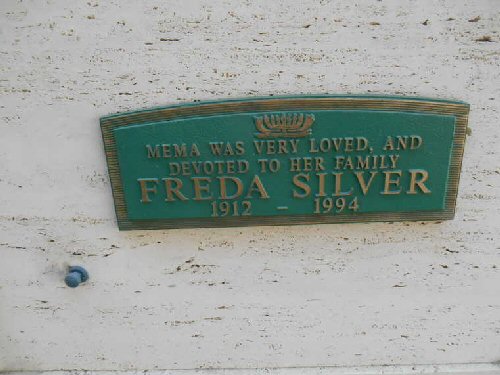 MEMA WAS VERY LOVED, AND
DEVOTED TO HER FAMILY
FREDA SILVER
1912 – 1994